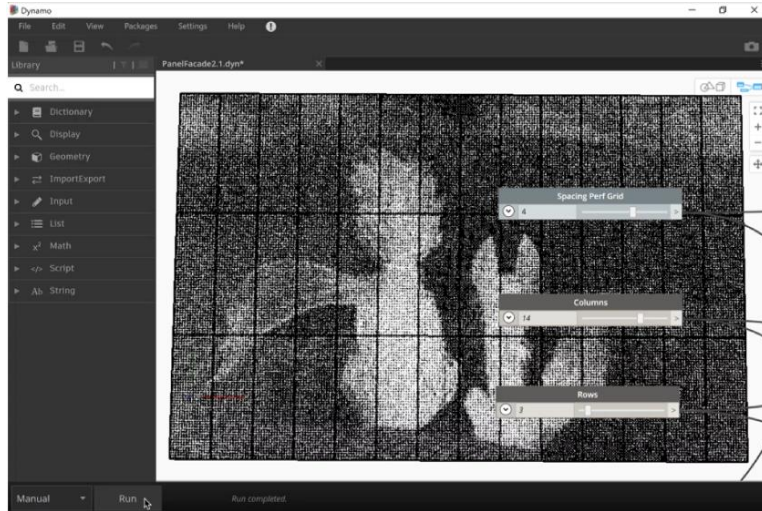 Dynamo
File Edit View Packages Settings Help
Library
PanelFacade2.1.dyn*
Search...
Dictionary
Display
Geometry
ImportExport
Input
List
Math
Script
String
Spacing Perf Grid
4
Columns
14
Rows
3
Manual
Run
Run completed.